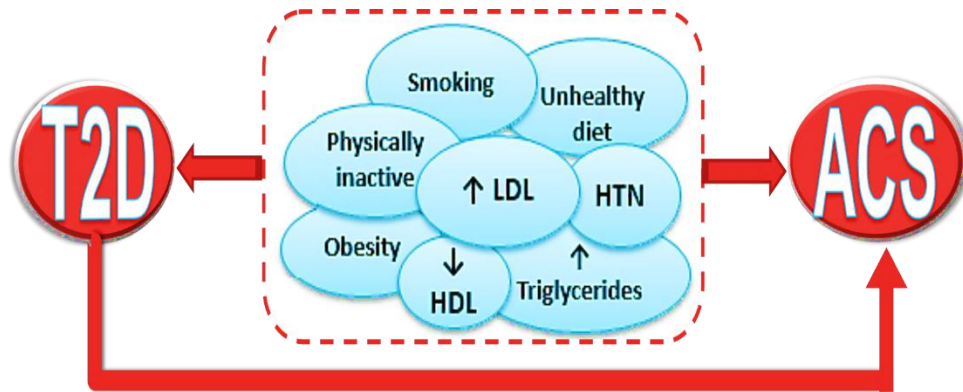 T2D
Smoking
Unhealthy
diet
Physically
inactive
↑ LDL
HTN
Obesity
↓
HDL
↑
Triglycerides
ACS